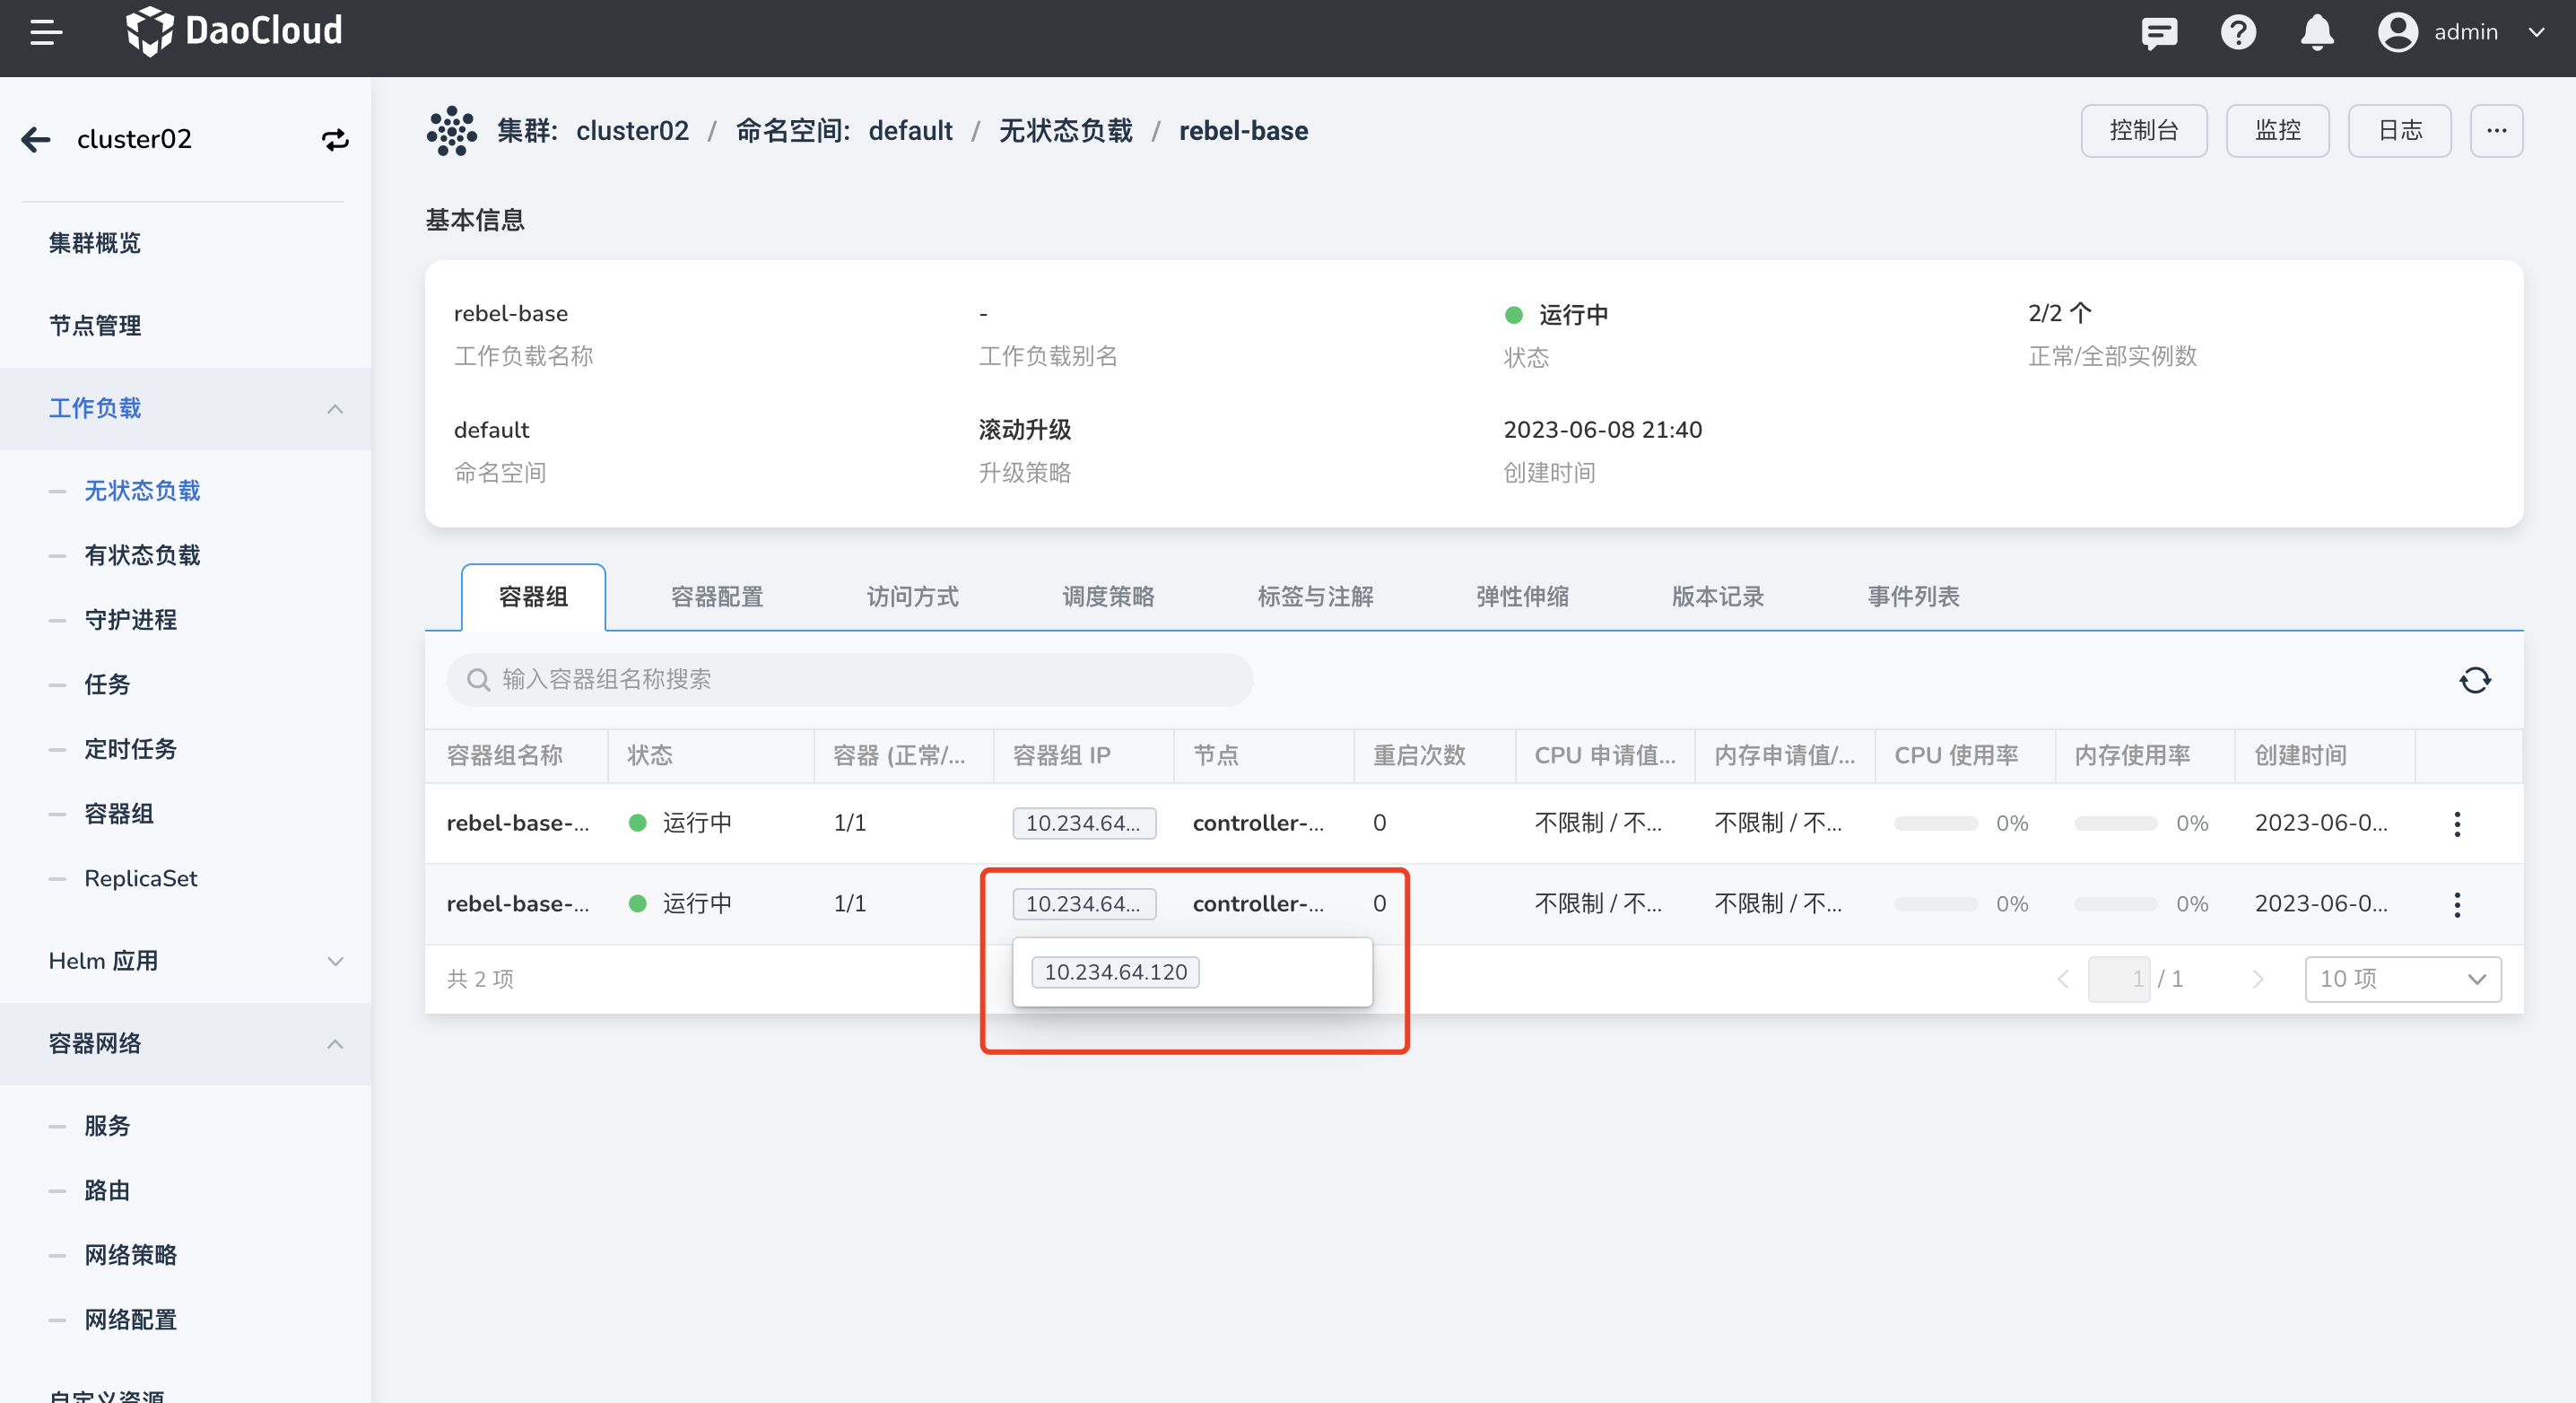 DaoCloud
admin
cluster02
集群概览
节点管理
工作负载
无状态负载
有状态负载
守护进程
任务
定时任务
容器组
ReplicaSet
Helm 应用
容器网络
服务
路由
网络策略
网络配置
自定义资源
集群: cluster02 / 命名空间: default / 无状态负载 / rebel-base
控制台 监控 日志 ...
基本信息
rebel-base - 运行中 2/2 个
工作负载名称 工作负载别名 状态 正常/全部实例数
default 滚动升级 2023-06-08 21:40
命名空间 升级策略 创建时间
容器组 容器配置 访问方式 调度策略 标签与注解 弹性伸缩 版本记录 事件列表
输入容器组名称搜索
容器组名称 状态 容器 (正常/... 容器组 IP 节点 重启次数 CPU 申请值... 内存申请值/... CPU 使用率 内存使用率 创建时间
rebel-base-... 运行中 1/1 10.234.64... controller-... 0 不限制 / 不... 不限制 / 不... 0% 0% 2023-06-0...
rebel-base-... 运行中 1/1 10.234.64... controller-... 0 不限制 / 不... 不限制 / 不... 0% 0% 2023-06-0...
10.234.64.120
共 2 项 1 / 1 10 项